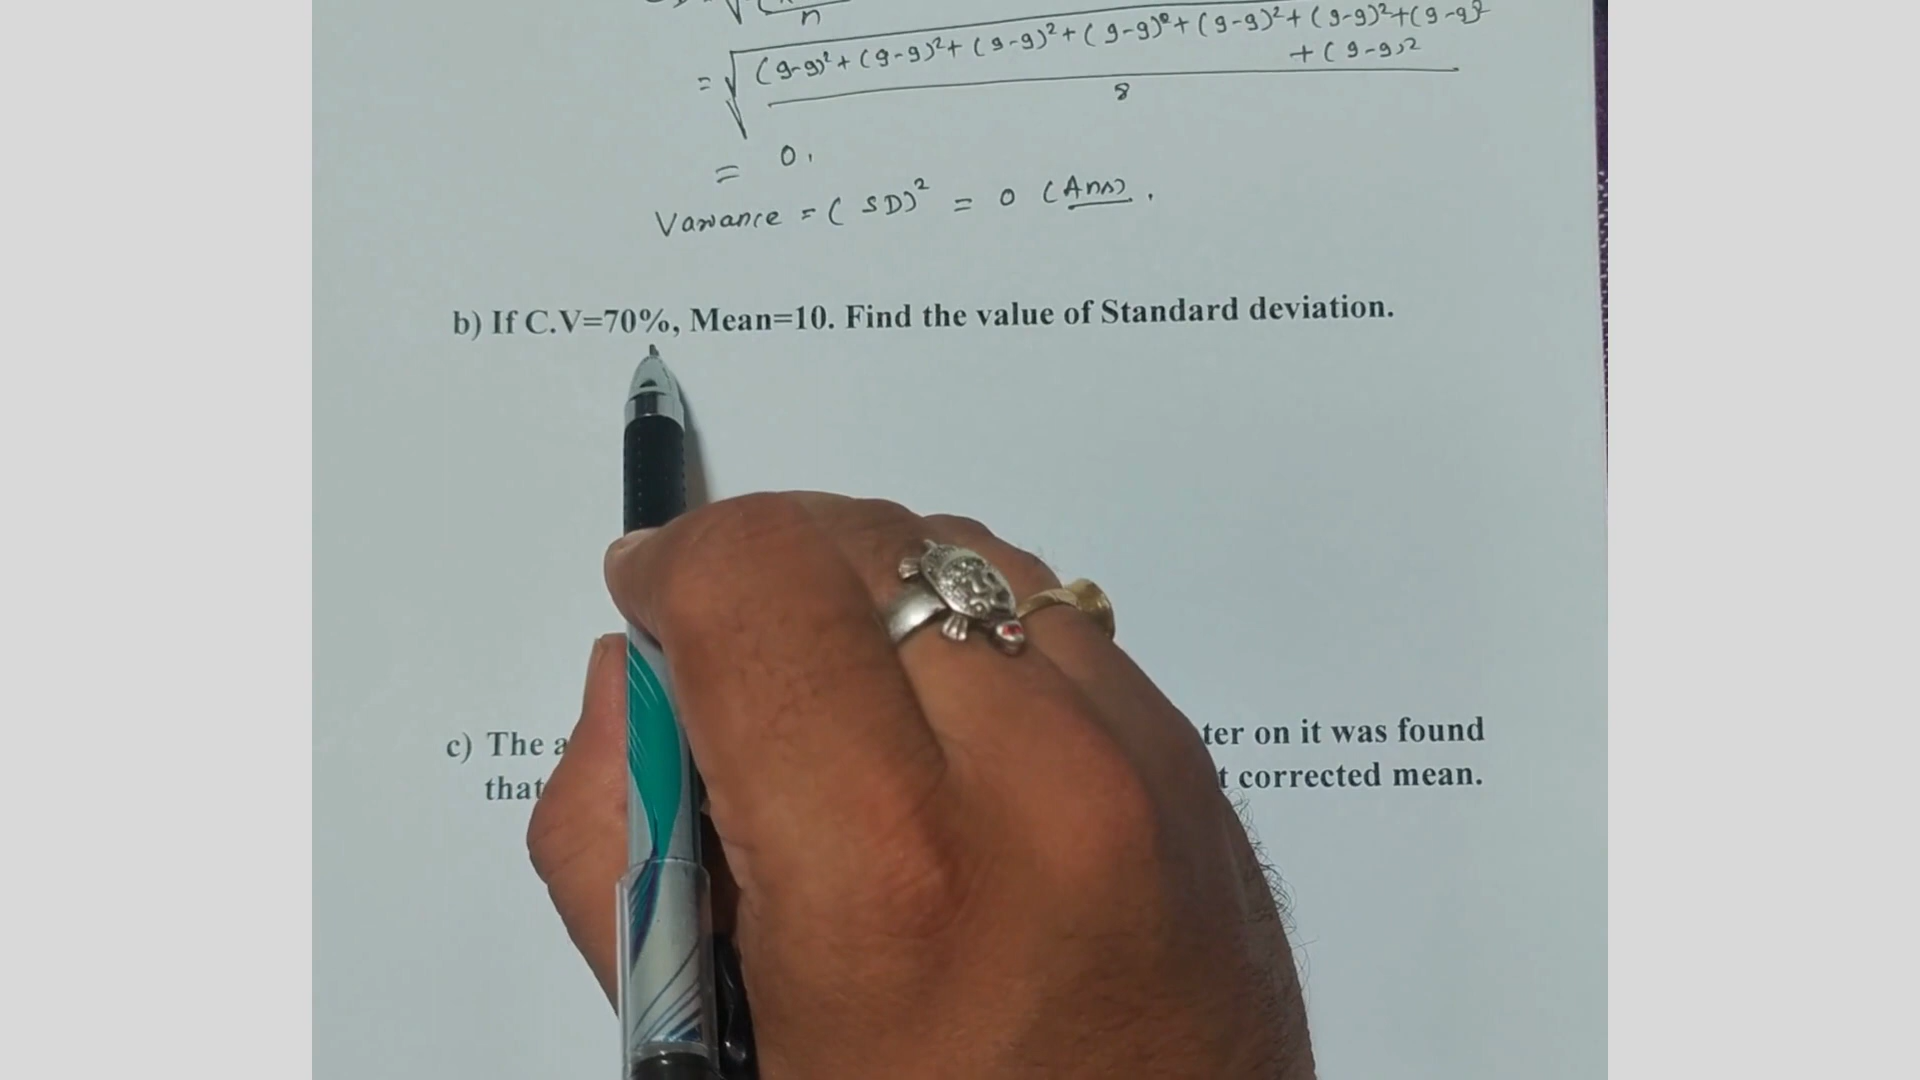 n
= √ (9-9)² + (9-9)² + (9-9)² + (9-9)² + (9-9)² + (9-9)² + (9-9)²
+ (9-9)²
8
= 0.
Variance = (SD)² = 0 (Ans).
b) If C.V=70%, Mean=10. Find the value of Standard deviation.
c) The ter on it was found
that corrected mean.